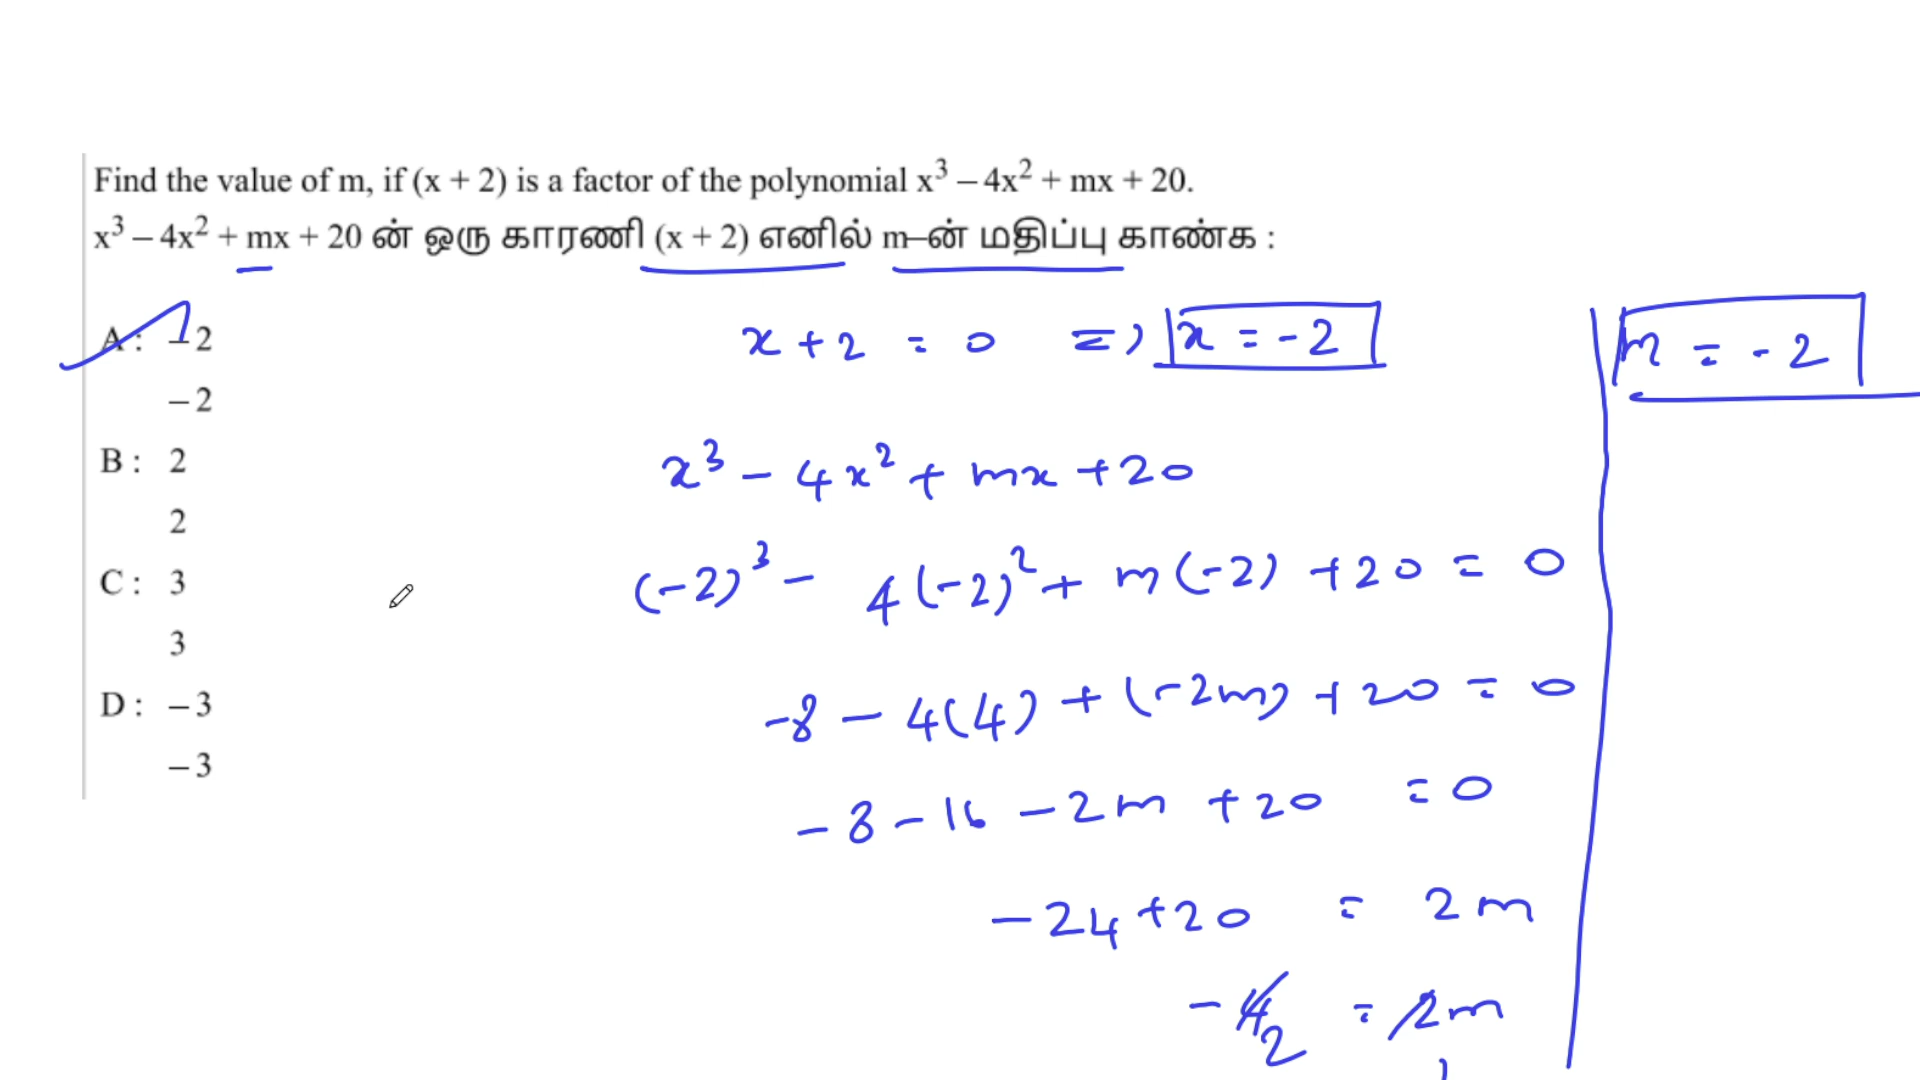 Find the value of m, if (x + 2) is a factor of the polynomial x³ – 4x² + mx + 20.
x³ – 4x² + mx + 20 ன் ஒரு காரணி (x + 2) எனில் m–ன் மதிப்பு காண்க :
A : –2
–2
B : 2
2
C : 3
3
D : –3
–3
x + 2 = 0 ⇒ x = -2
x³ - 4x² + mx + 20
(-2)³ - 4(-2)² + m(-2) + 20 = 0
-8 - 4(4) + (-2m) + 20 = 0
-8 - 16 - 2m + 20 = 0
-24 + 20 = 2m
-4 = 2m
2
m = -2